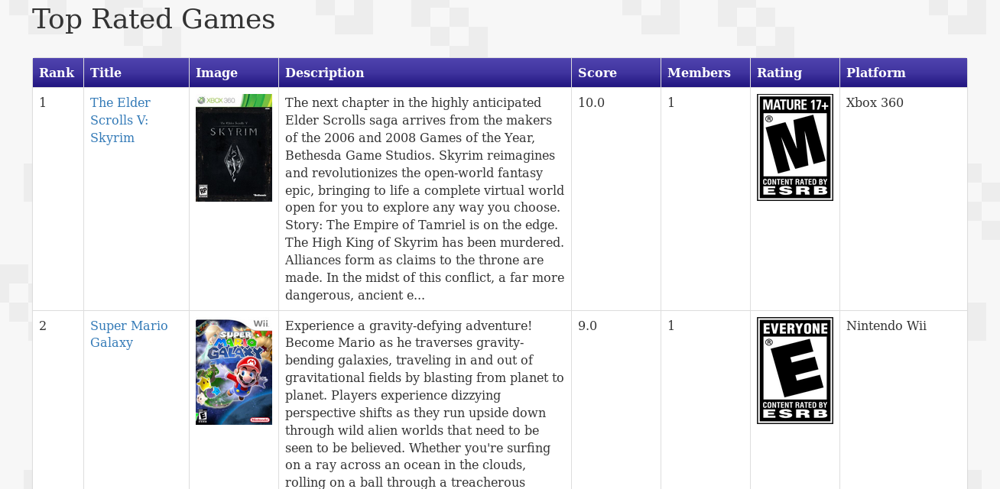 Top Rated Games
Rank Title Image Description Score Members Rating Platform
1
The Elder
Scrolls V:
Skyrim
XBOX 360
SKYRIM
The next chapter in the highly anticipated
Elder Scrolls saga arrives from the makers
of the 2006 and 2008 Games of the Year,
Bethesda Game Studios. Skyrim reimagines
and revolutionizes the open-world fantasy
epic, bringing to life a complete virtual world
open for you to explore any way you choose.
Story: The Empire of Tamriel is on the edge.
The High King of Skyrim has been murdered.
Alliances form as claims to the throne are
made. In the midst of this conflict, a far more
dangerous, ancient e...
10.0
1
MATURE 17+
M
®
CONTENT RATED BY
ESRB
Xbox 360
2
Super Mario
Galaxy
Wii
SUPER
MARIO
GALAXY
E
Nintendo
Experience a gravity-defying adventure!
Become Mario as he traverses gravity-
bending galaxies, traveling in and out of
gravitational fields by blasting from planet to
planet. Players experience dizzying
perspective shifts as they run upside down
through wild alien worlds that need to be
seen to be believed. Whether you're surfing
on a ray across an ocean in the clouds,
rolling on a ball through a treacherous
9.0
1
EVERYONE
E
®
CONTENT RATED BY
ESRB
Nintendo Wii